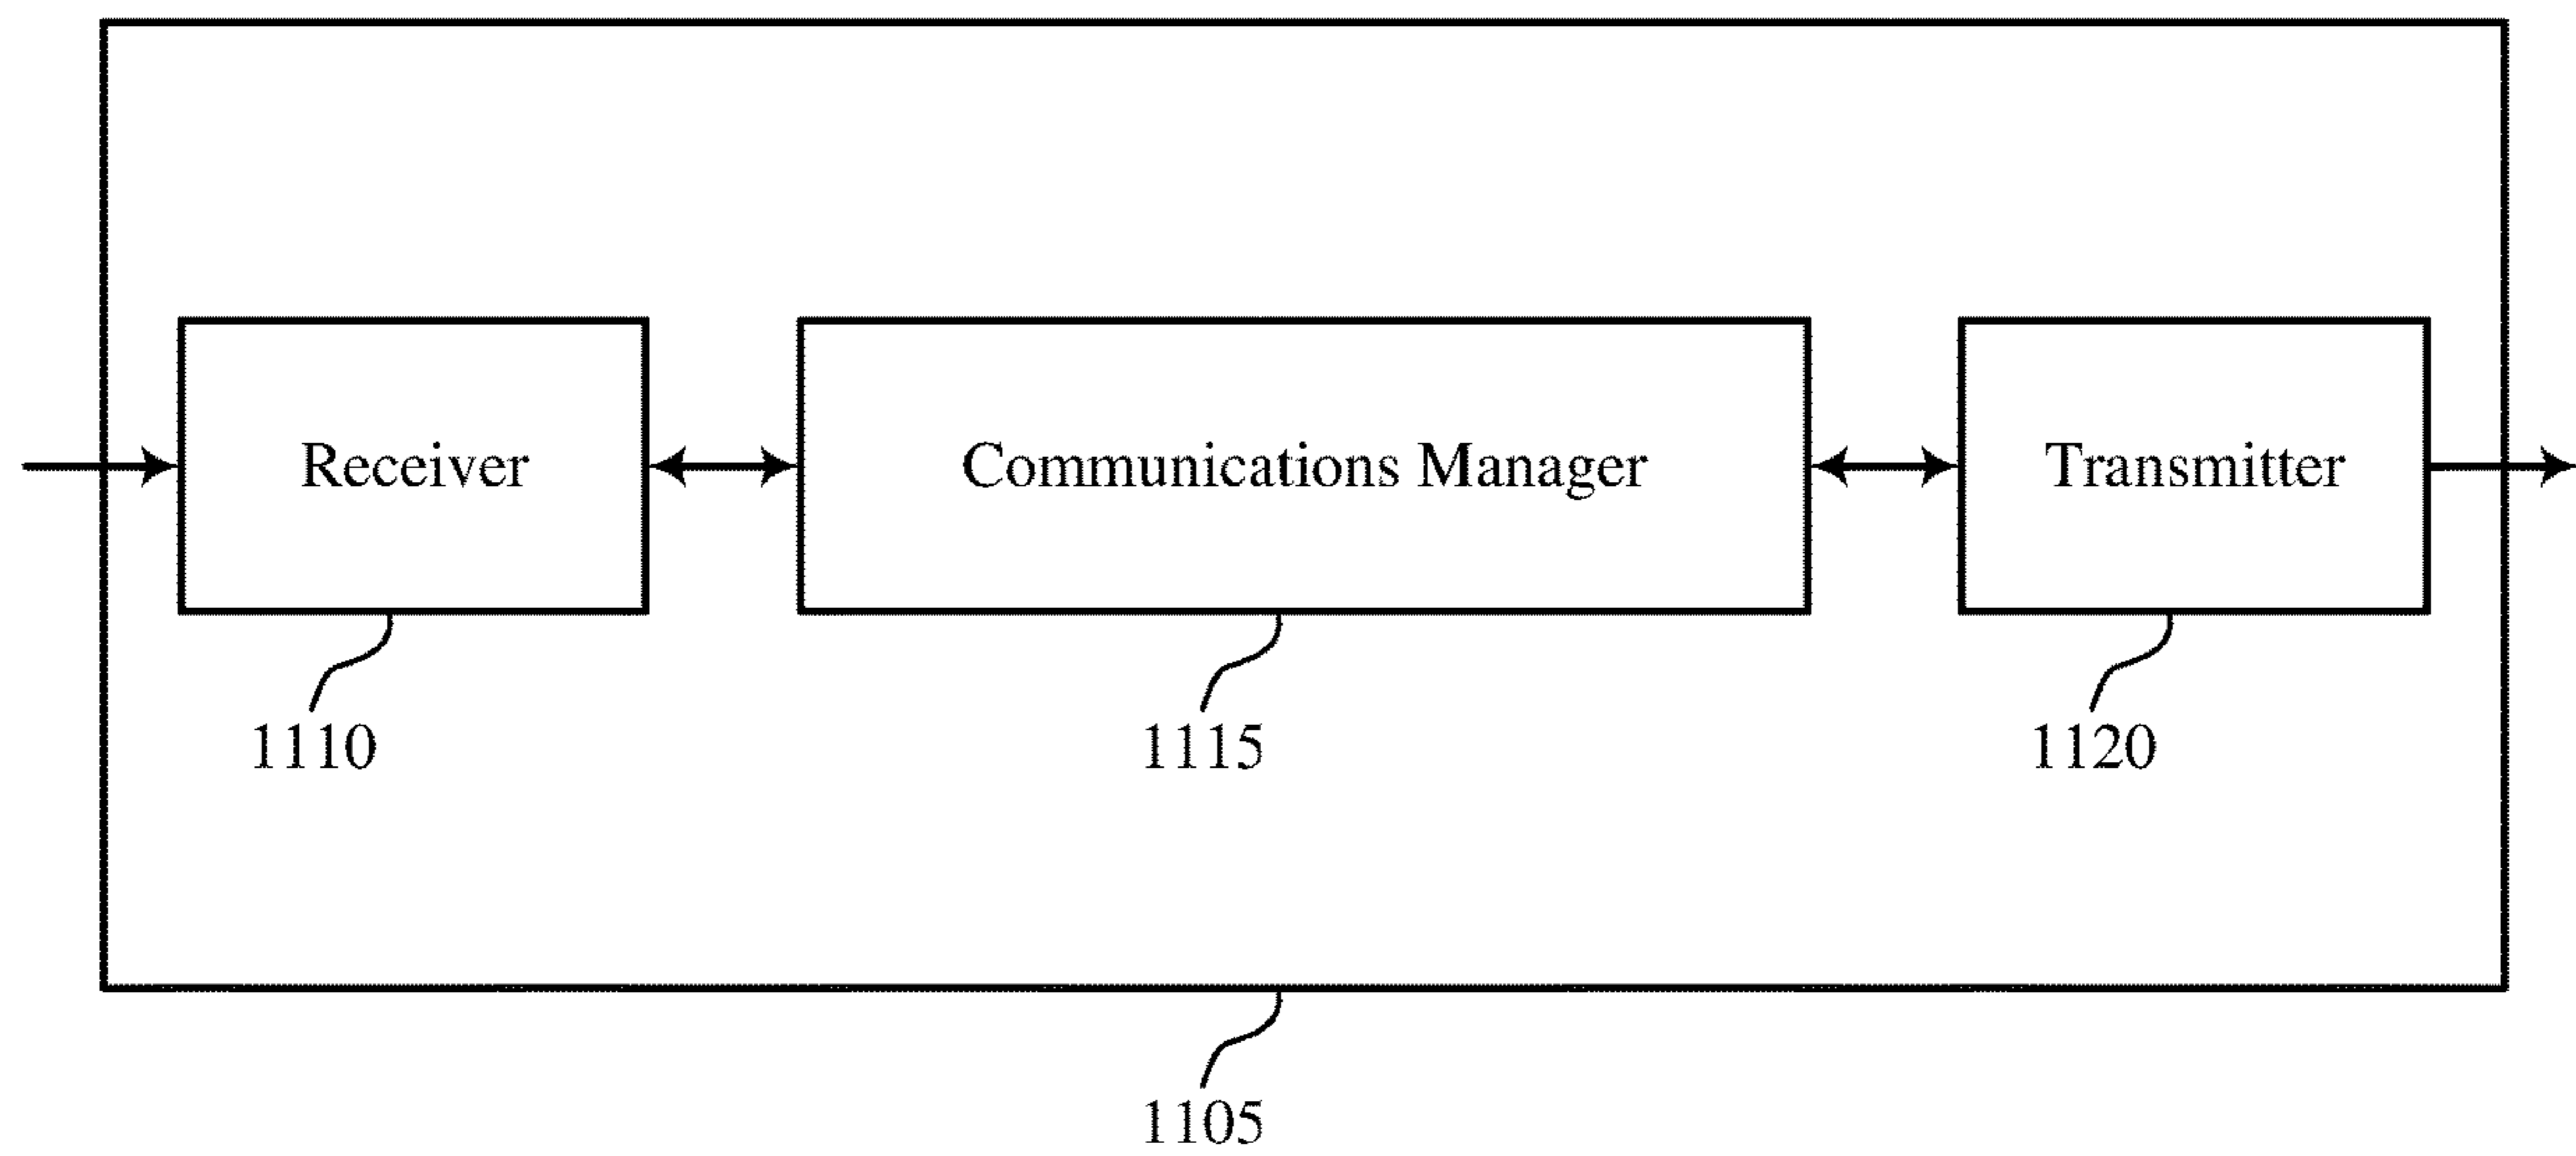 Receiver
Communications Manager
Transmitter
1110
1115
1120
1105